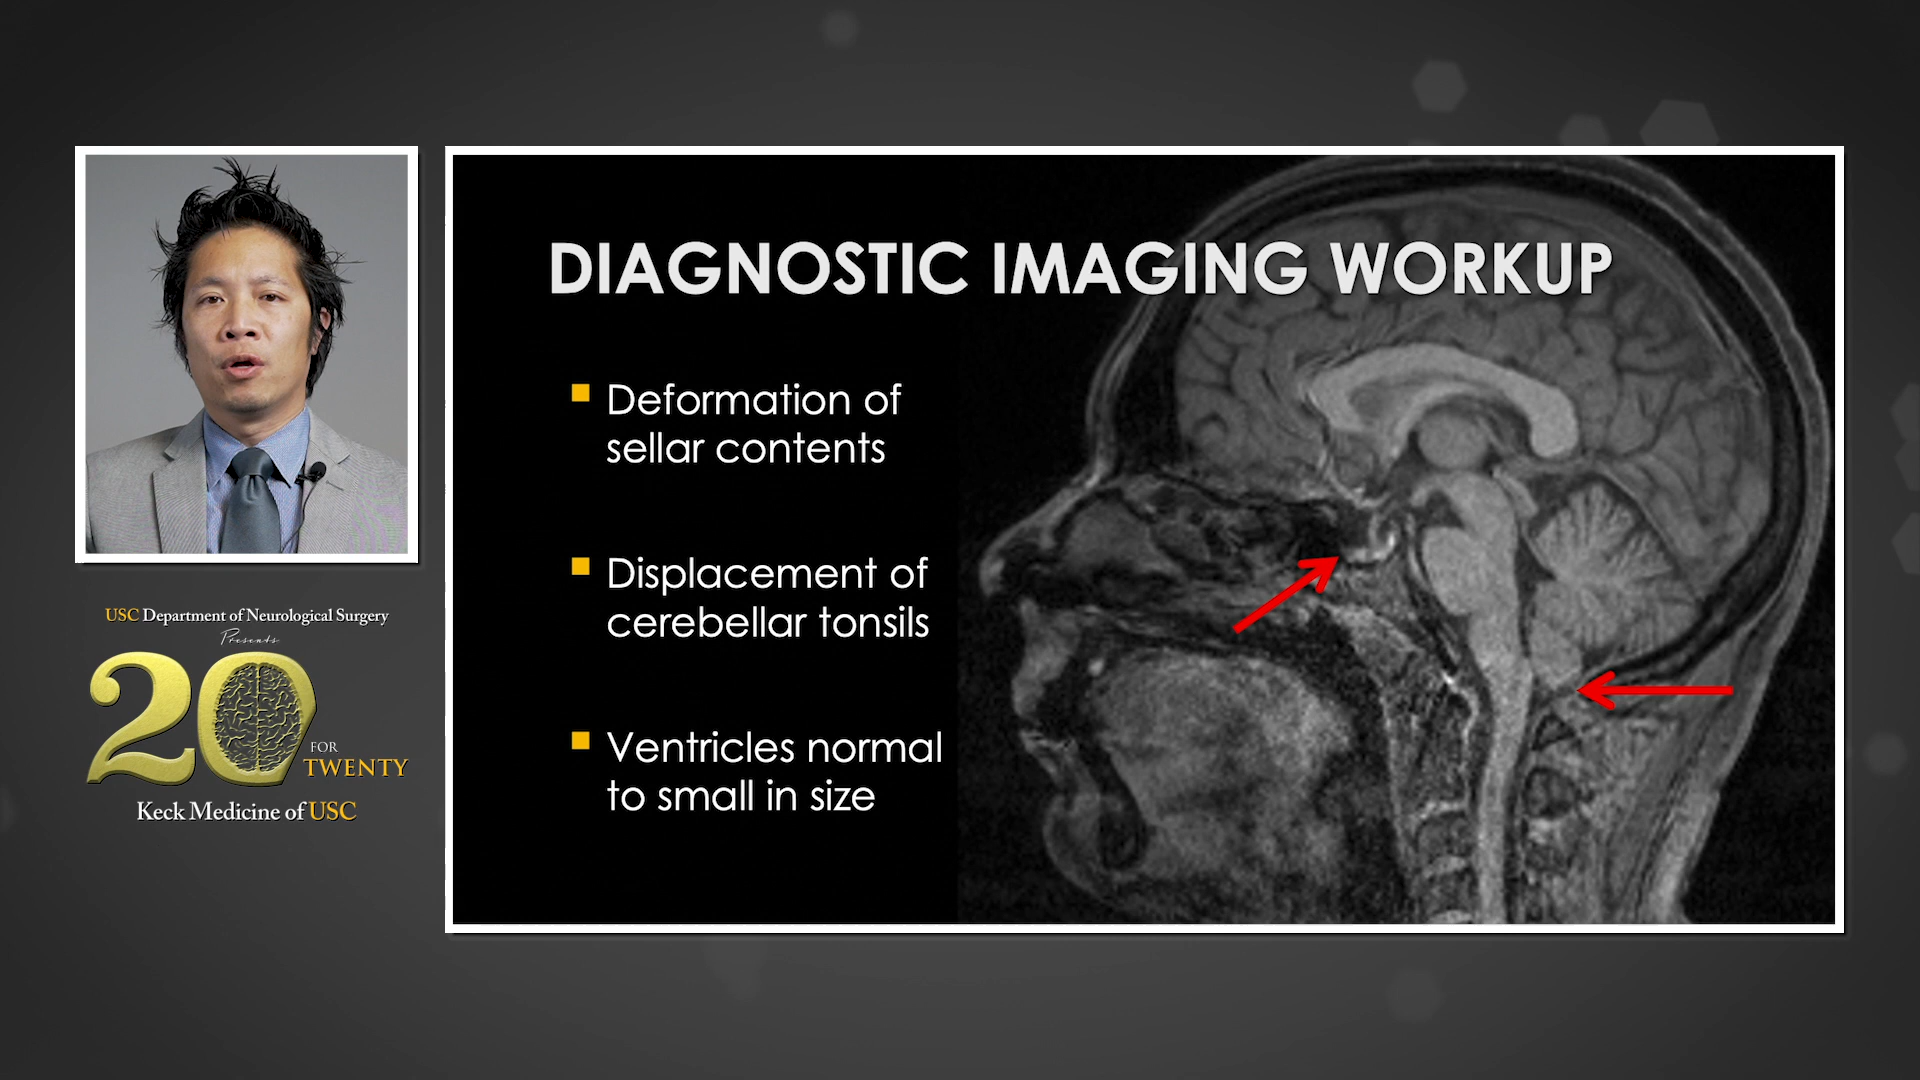 DIAGNOSTIC IMAGING WORKUP
Deformation of
sellar contents
Displacement of
cerebellar tonsils
Ventricles normal
to small in size
USC Department of Neurological Surgery
Presents
20
FOR
TWENTY
Keck Medicine of USC